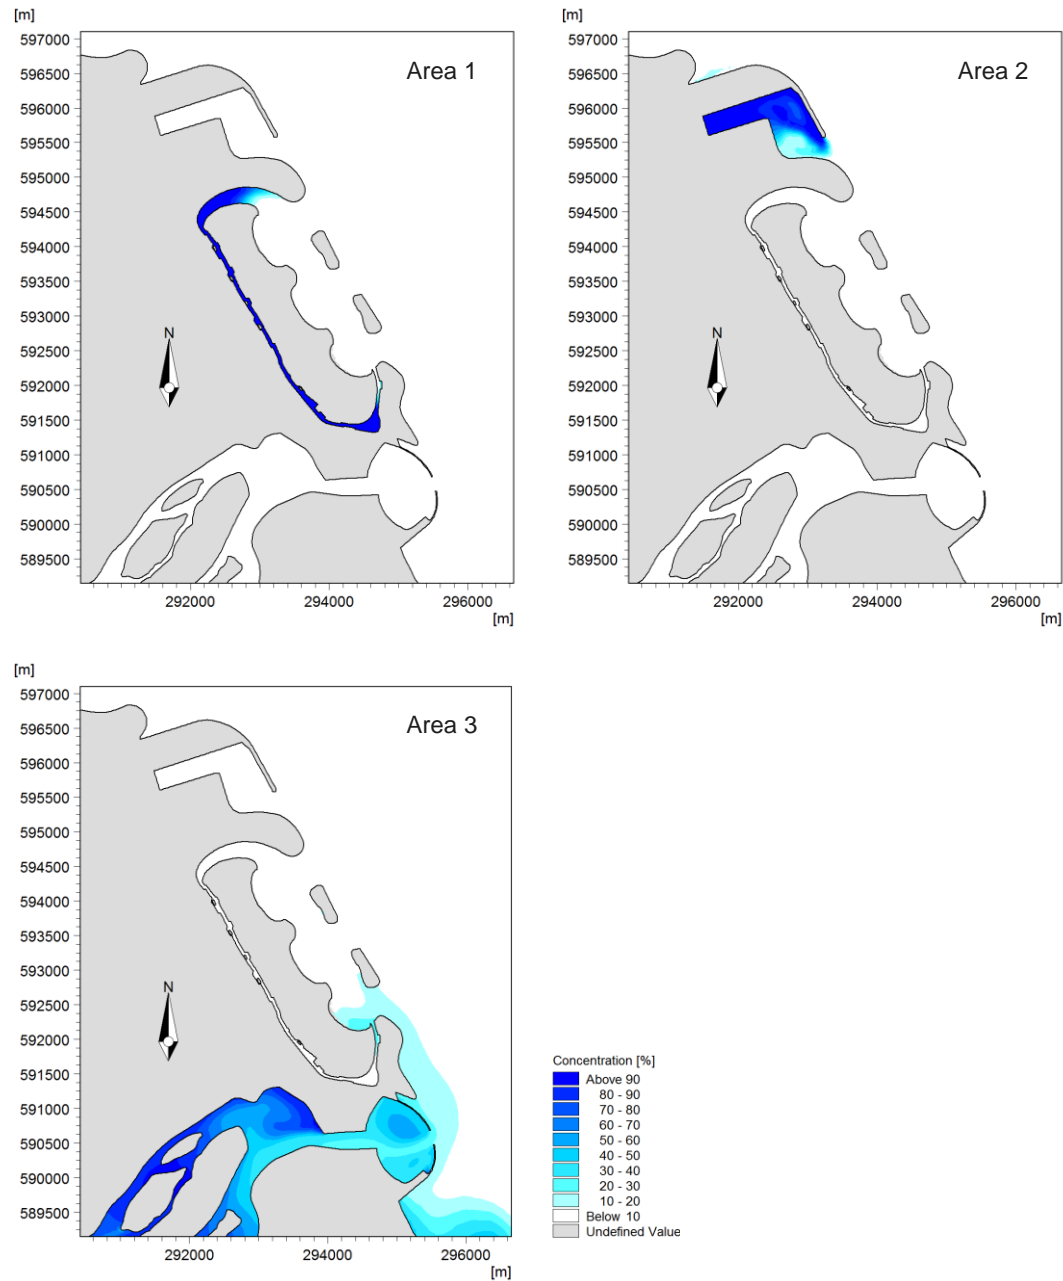 [m]
597000
596500
596000
595500
595000
594500
594000
593500
593000
592500
592000
591500
591000
590500
590000
589500
Area 1
N
292000 294000 296000
[m]
[m]
597000
596500
596000
595500
595000
594500
594000
593500
593000
592500
592000
591500
591000
590500
590000
589500
Area 2
N
292000 294000 296000
[m]
[m]
597000
596500
596000
595500
595000
594500
594000
593500
593000
592500
592000
591500
591000
590500
590000
589500
Area 3
N
292000 294000 296000
[m]
Concentration [%]
Above 90
80 - 90
70 - 80
60 - 70
50 - 60
40 - 50
30 - 40
20 - 30
10 - 20
Below 10
Undefined Value